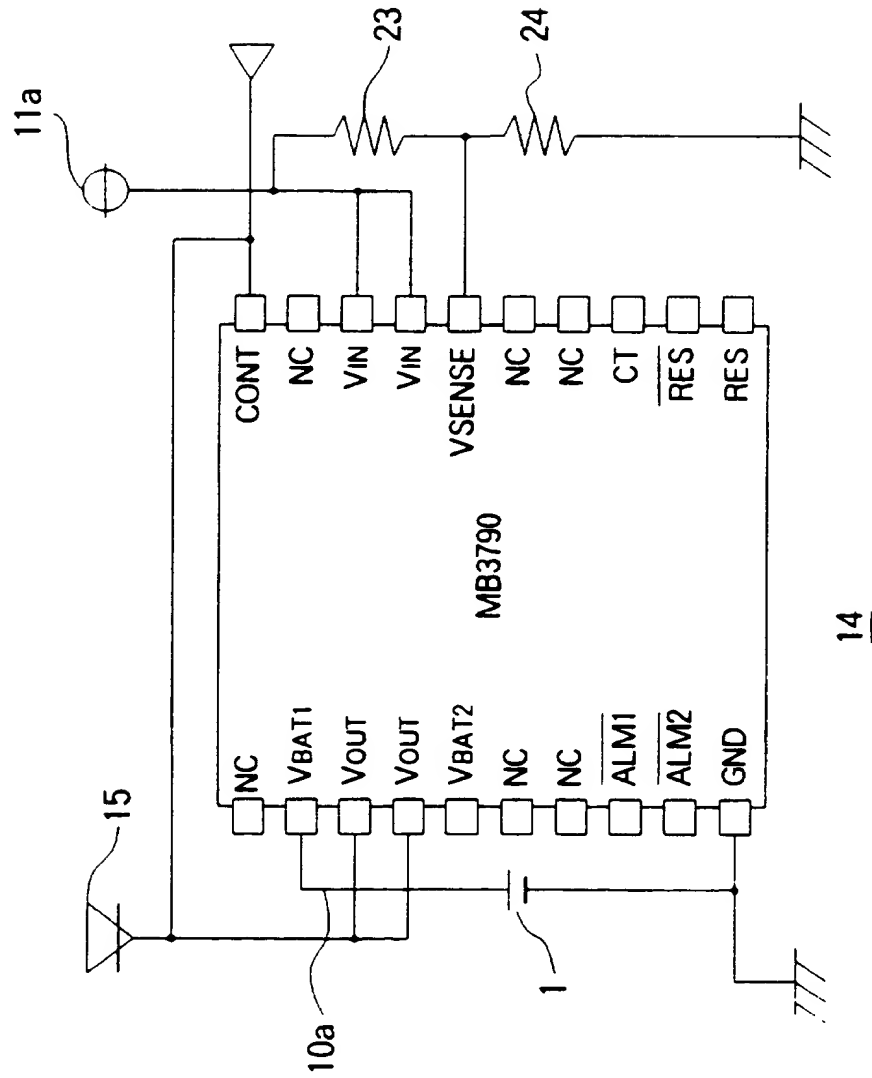 11a
23
24
15
10a
1
CONT
NC
VIN
VIN
VSENSE
NC
NC
CT
RES
RES
MB3790
NC
VBAT1
VOUT
VOUT
VBAT2
NC
NC
ALM1
ALM2
GND
14